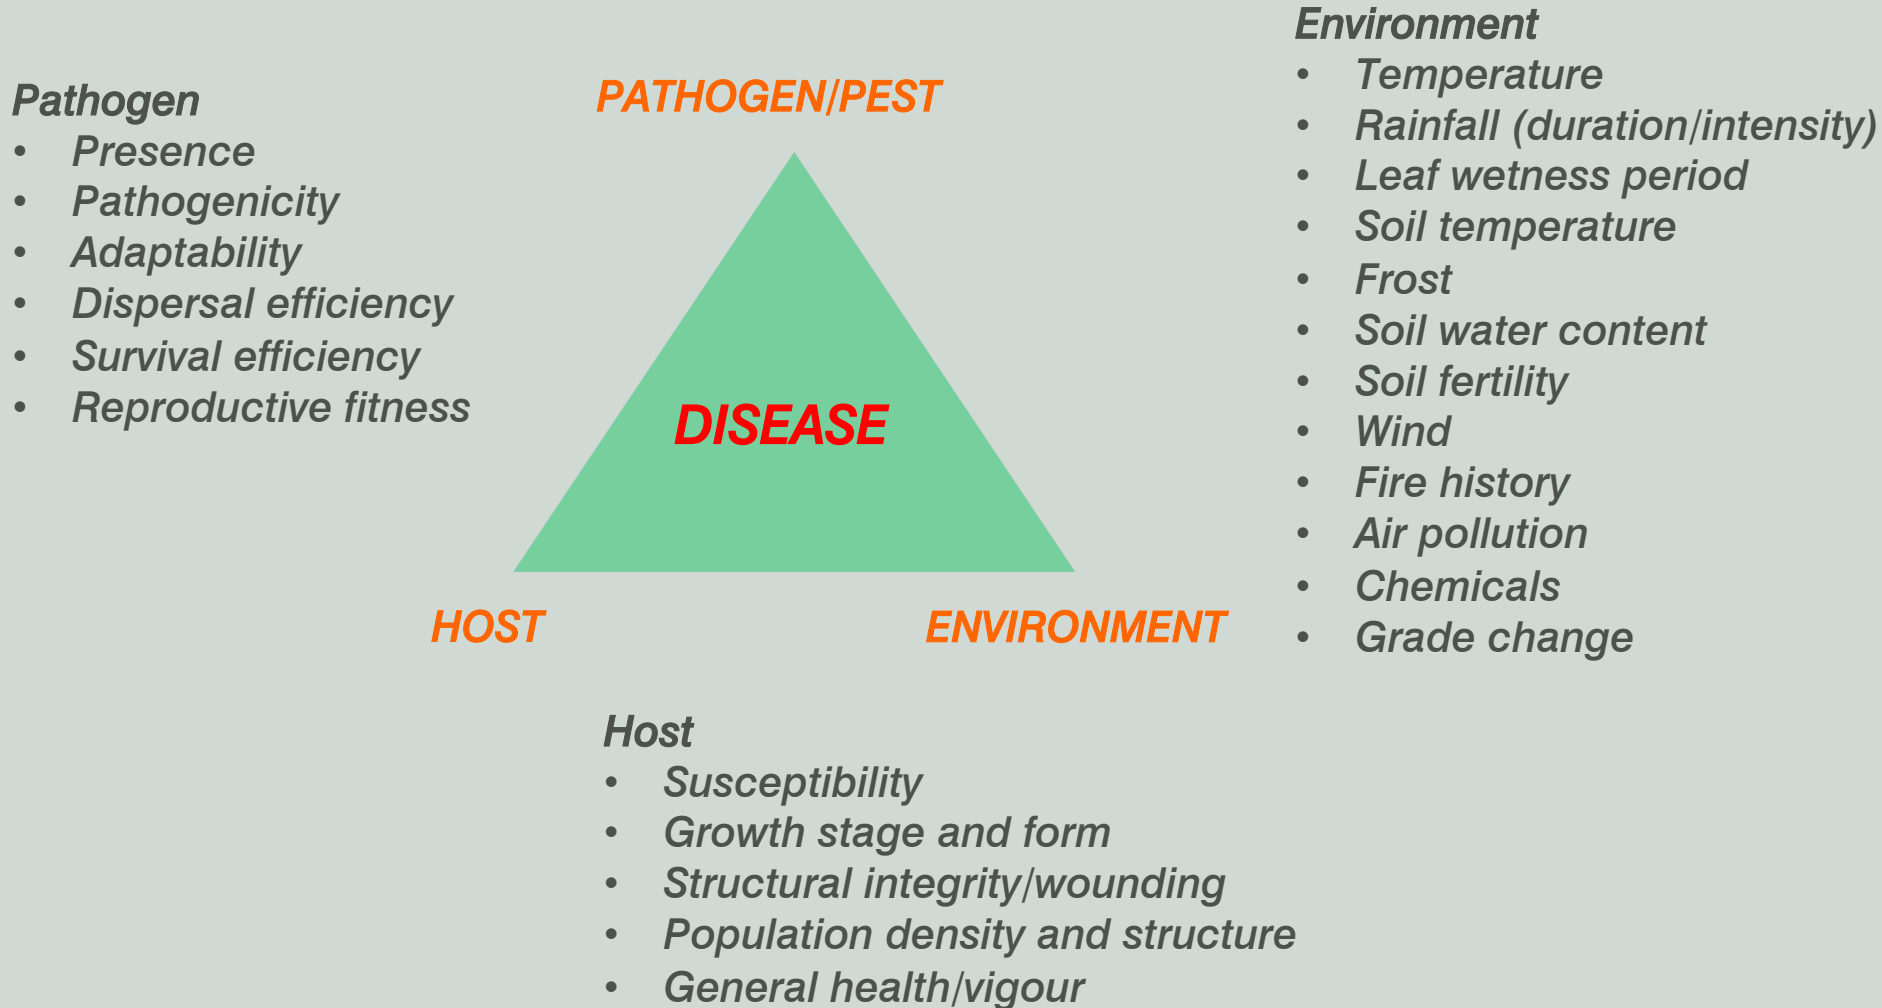 Pathogen
• Presence
• Pathogenicity
• Adaptability
• Dispersal efficiency
• Survival efficiency
• Reproductive fitness
PATHOGEN/PEST
DISEASE
HOST
ENVIRONMENT
Environment
• Temperature
• Rainfall (duration/intensity)
• Leaf wetness period
• Soil temperature
• Frost
• Soil water content
• Soil fertility
• Wind
• Fire history
• Air pollution
• Chemicals
• Grade change
Host
• Susceptibility
• Growth stage and form
• Structural integrity/wounding
• Population density and structure
• General health/vigour